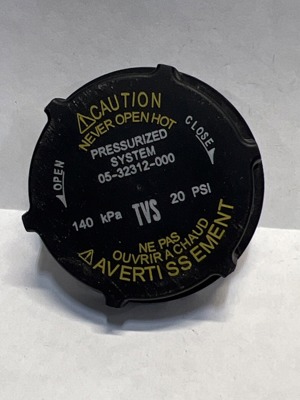 ⚠CAUTION
NEVER OPEN HOT
PRESSURIZED
SYSTEM
05-32312-000
OPEN
CLOSE
140 kPa TVS 20 PSI
NE PAS
OUVRIR A CHAUD
⚠AVERTISSEMENT